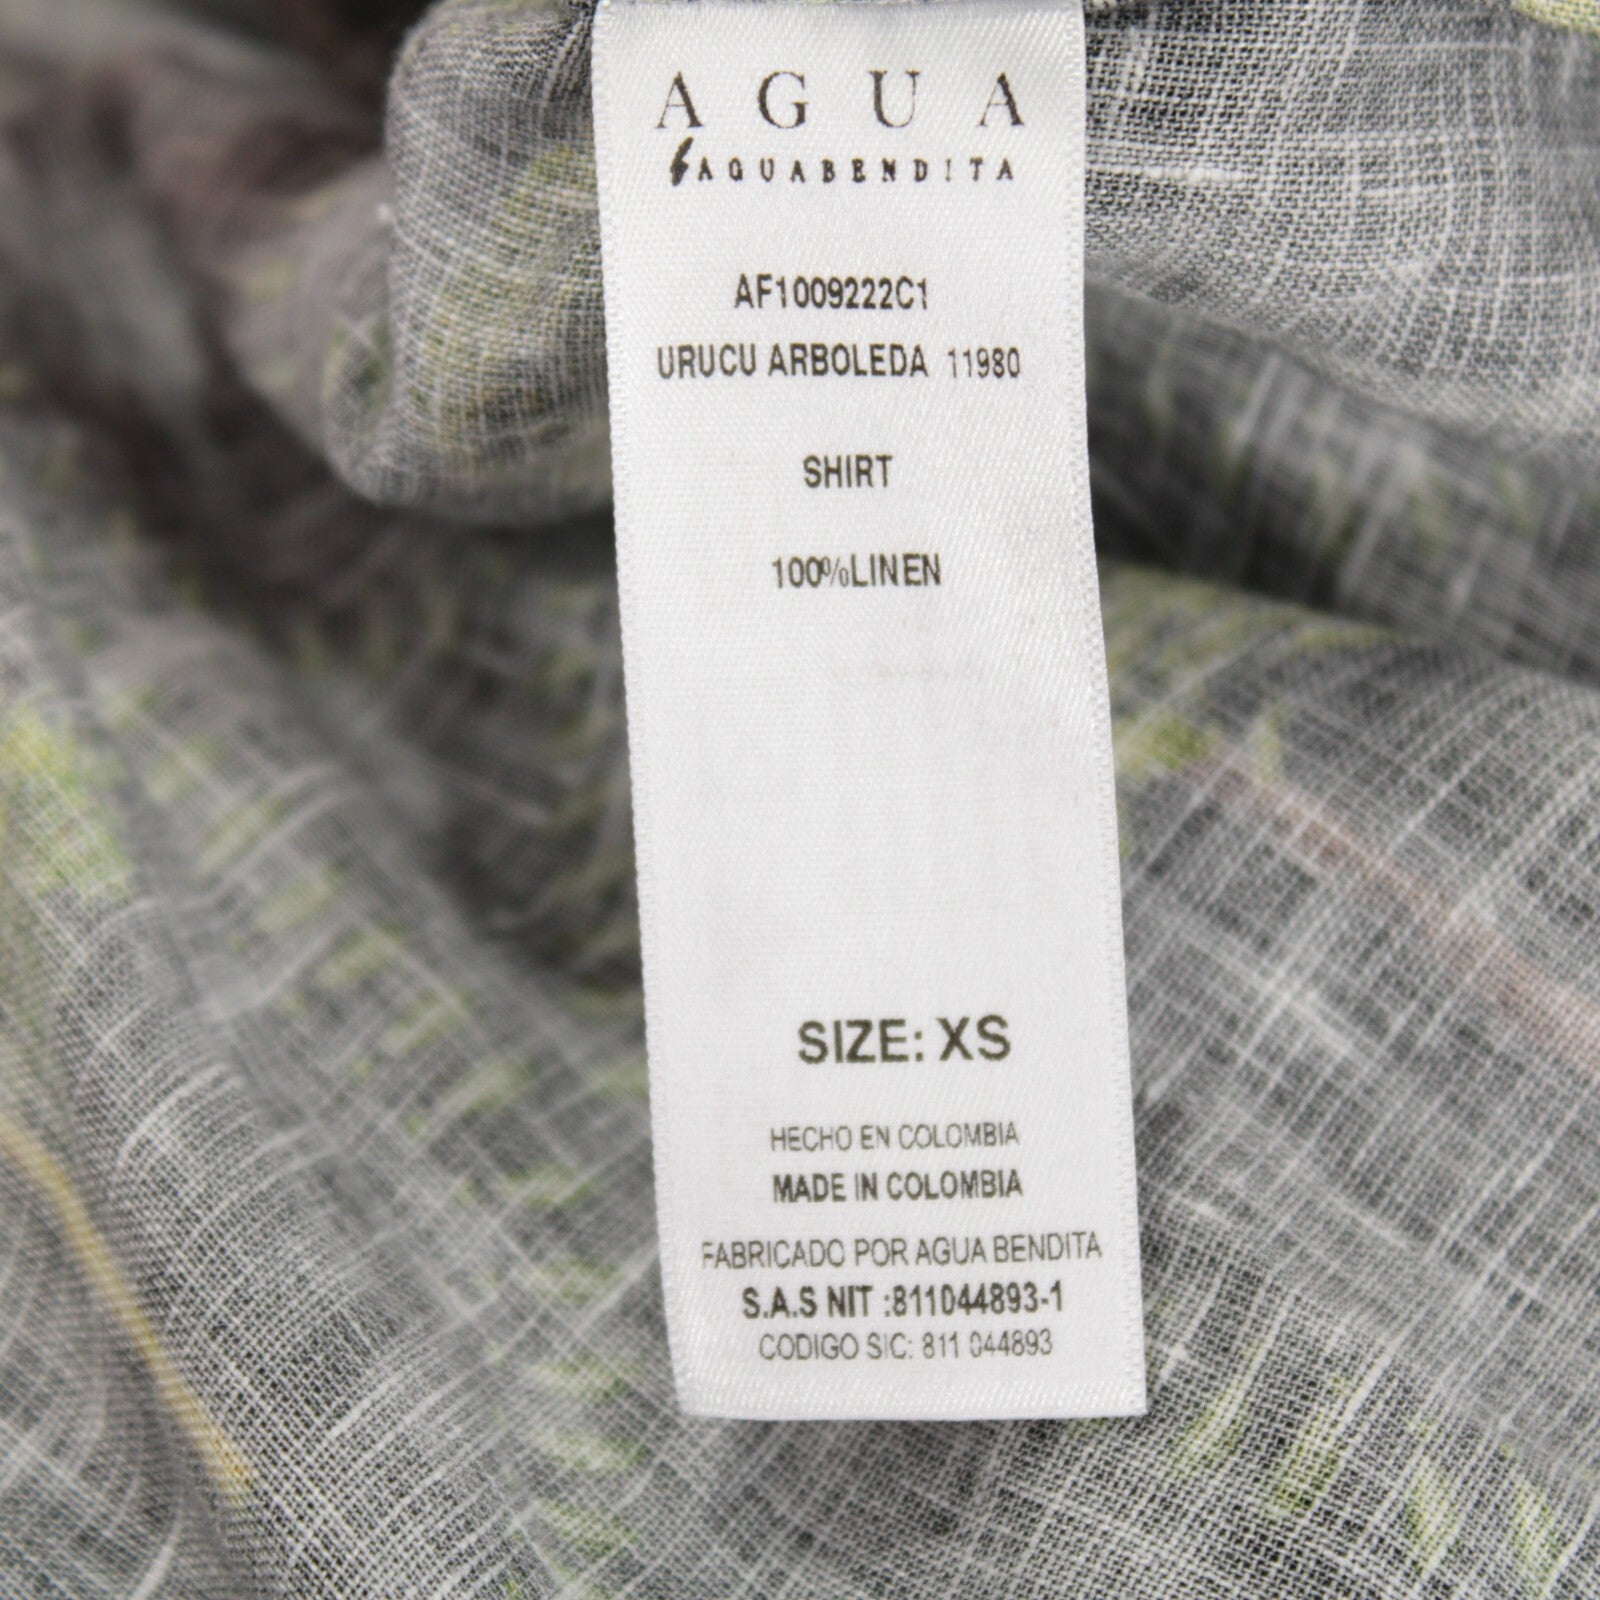 AGUA
AGUABENDITA
AF1009222C1
URUCU ARBOLEDA 11980
SHIRT
100%LINEN
SIZE: XS
HECHO EN COLOMBIA
MADE IN COLOMBIA
FABRICADO POR AGUA BENDITA
S.A.S NIT :811044893-1
CODIGO SIC: 811 044893